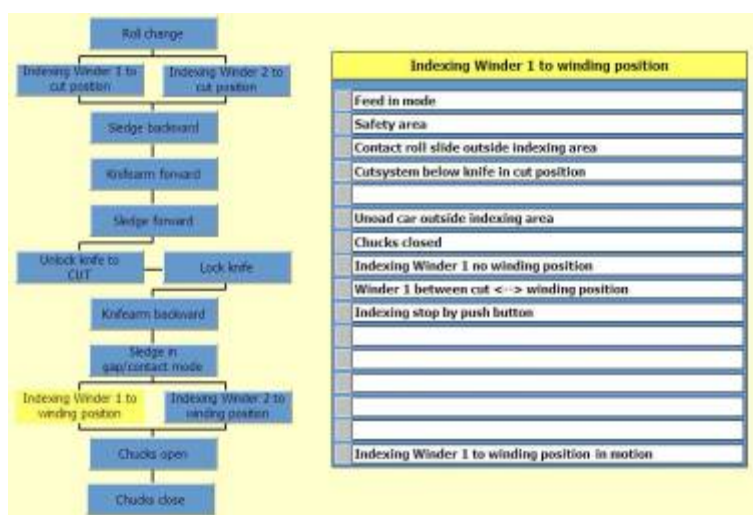 Roll change
Indexing Winder 1 to
cut position
Indexing Winder 2 to
cut position
Sledge backward
Knifearm forward
Sledge forward
Unlock knife to
CUT
Lock knife
Knifearm backward
Sledge in
gap/contact mode
Indexing Winder 1 to
winding position
Indexing Winder 2 to
winding position
Chucks open
Chucks close
Indexing Winder 1 to winding position
Feed in mode
Safety area
Contact roll slide outside indexing area
Cutsystem below knife in cut position
Unoad car outside indexing area
Chucks closed
Indexing Winder 1 no winding position
Winder 1 between cut <--> winding position
Indexing stop by push button
Indexing Winder 1 to winding position in motion